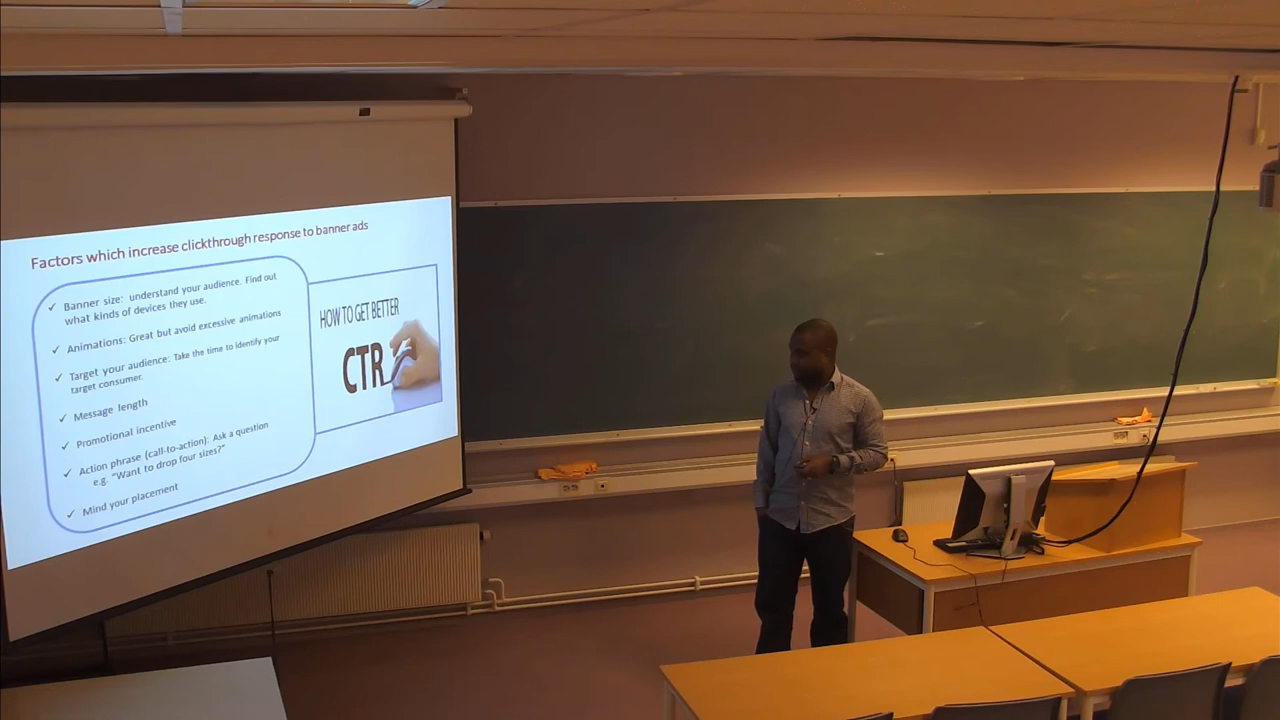 Factors which increase clickthrough response to banner ads
✓ Banner size: understand your audience. Find out
what kinds of devices they use.
✓ Animations: Great but avoid excessive animations
✓ Target your audience: Take the time to identify your
target consumer.
✓ Message length
✓ Promotional incentive
✓ Action phrase (call-to-action): Ask a question
e.g. "Want to drop four sizes?"
✓ Mind your placement
HOW TO GET BETTER
CTR